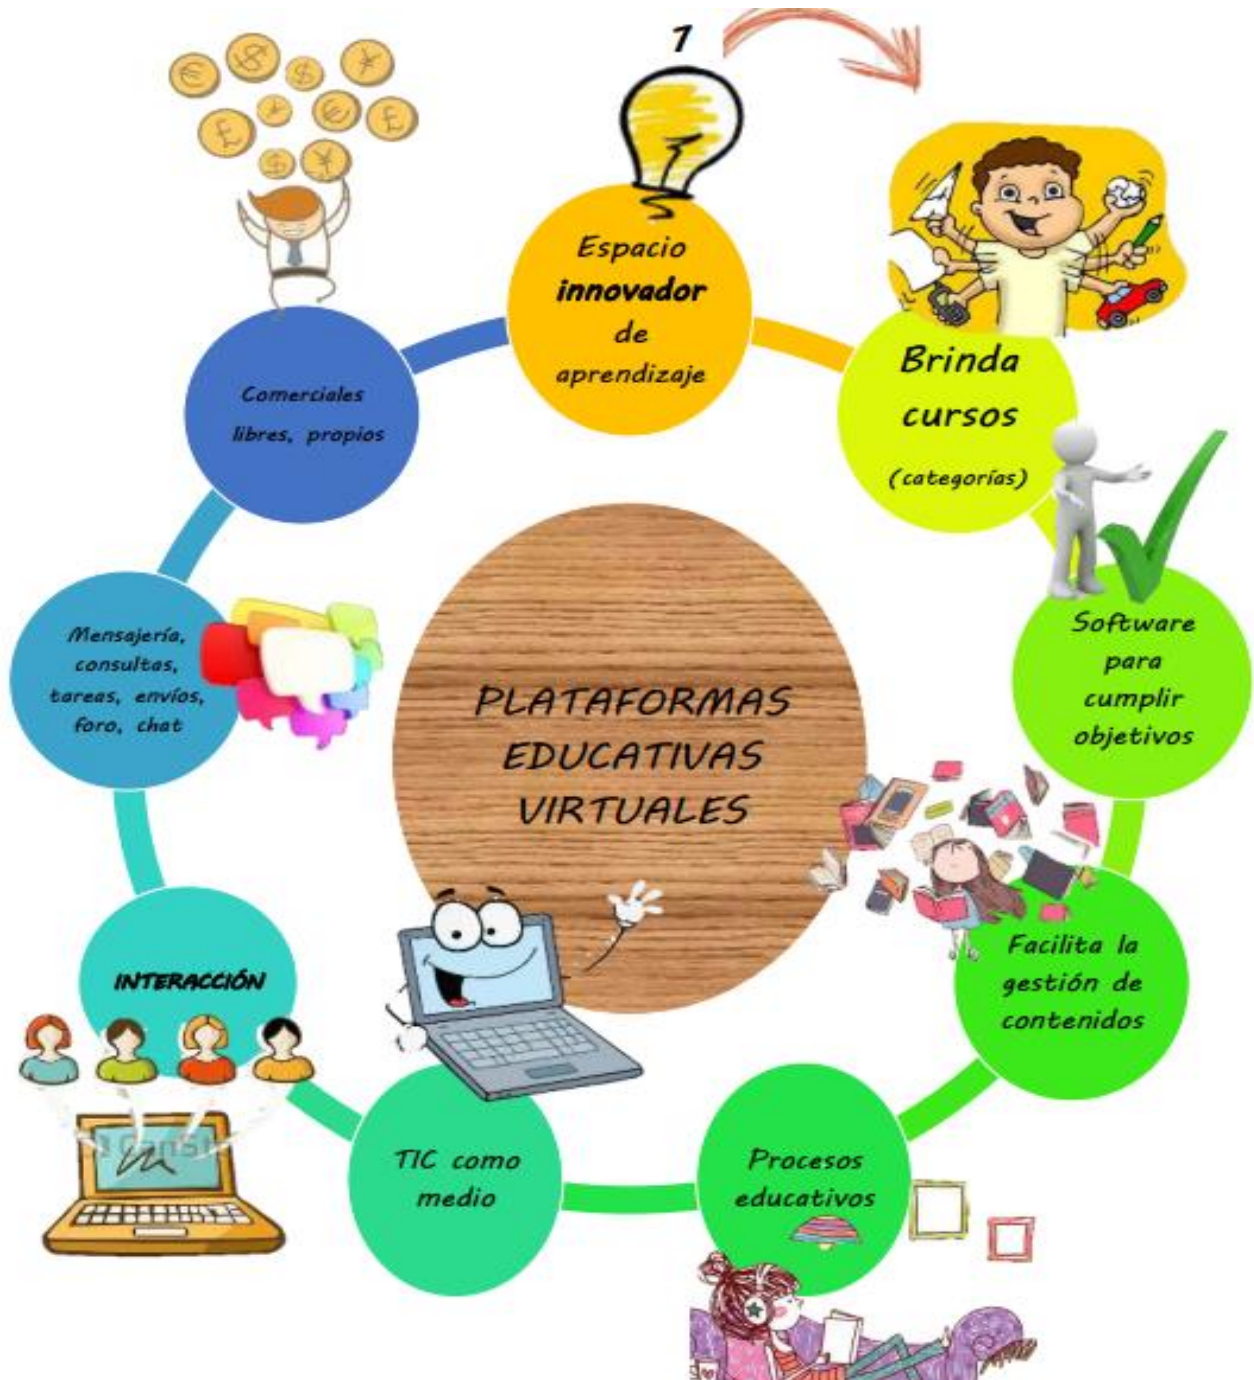 1
Espacio
innovador
de
aprendizaje
Brinda
cursos
(categorías)
Software
para
cumplir
objetivos
Facilita la
gestión de
contenidos
Procesos
educativos
TIC como
medio
INTERACCIÓN
Mensajería,
consultas,
tareas, envíos,
foro, chat
Comerciales
libres, propios
PLATAFORMAS
EDUCATIVAS
VIRTUALES